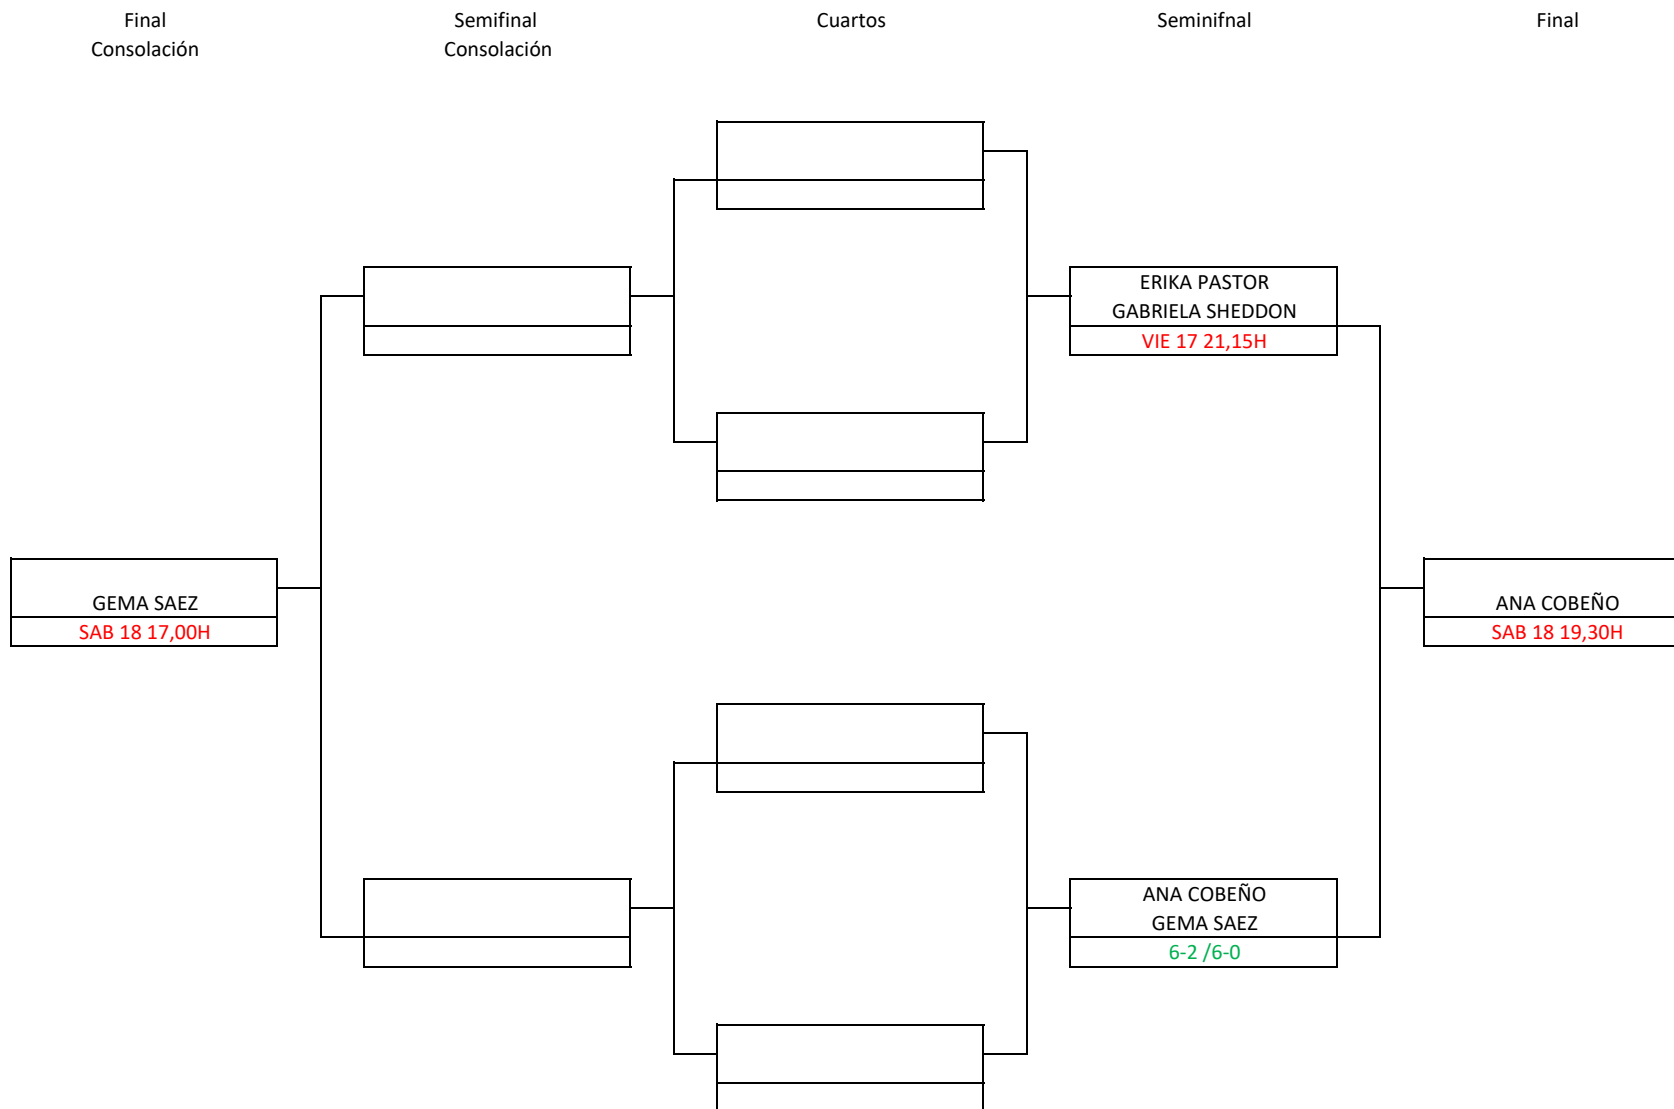 Final
Consolación
Semifinal
Consolación
Cuartos
Seminifnal
Final
ERIKA PASTOR
GABRIELA SHEDDON
VIE 17 21,15H
GEMA SAEZ
SAB 18 17,00H
ANA COBEÑO
SAB 18 19,30H
ANA COBEÑO
GEMA SAEZ
6-2 /6-0